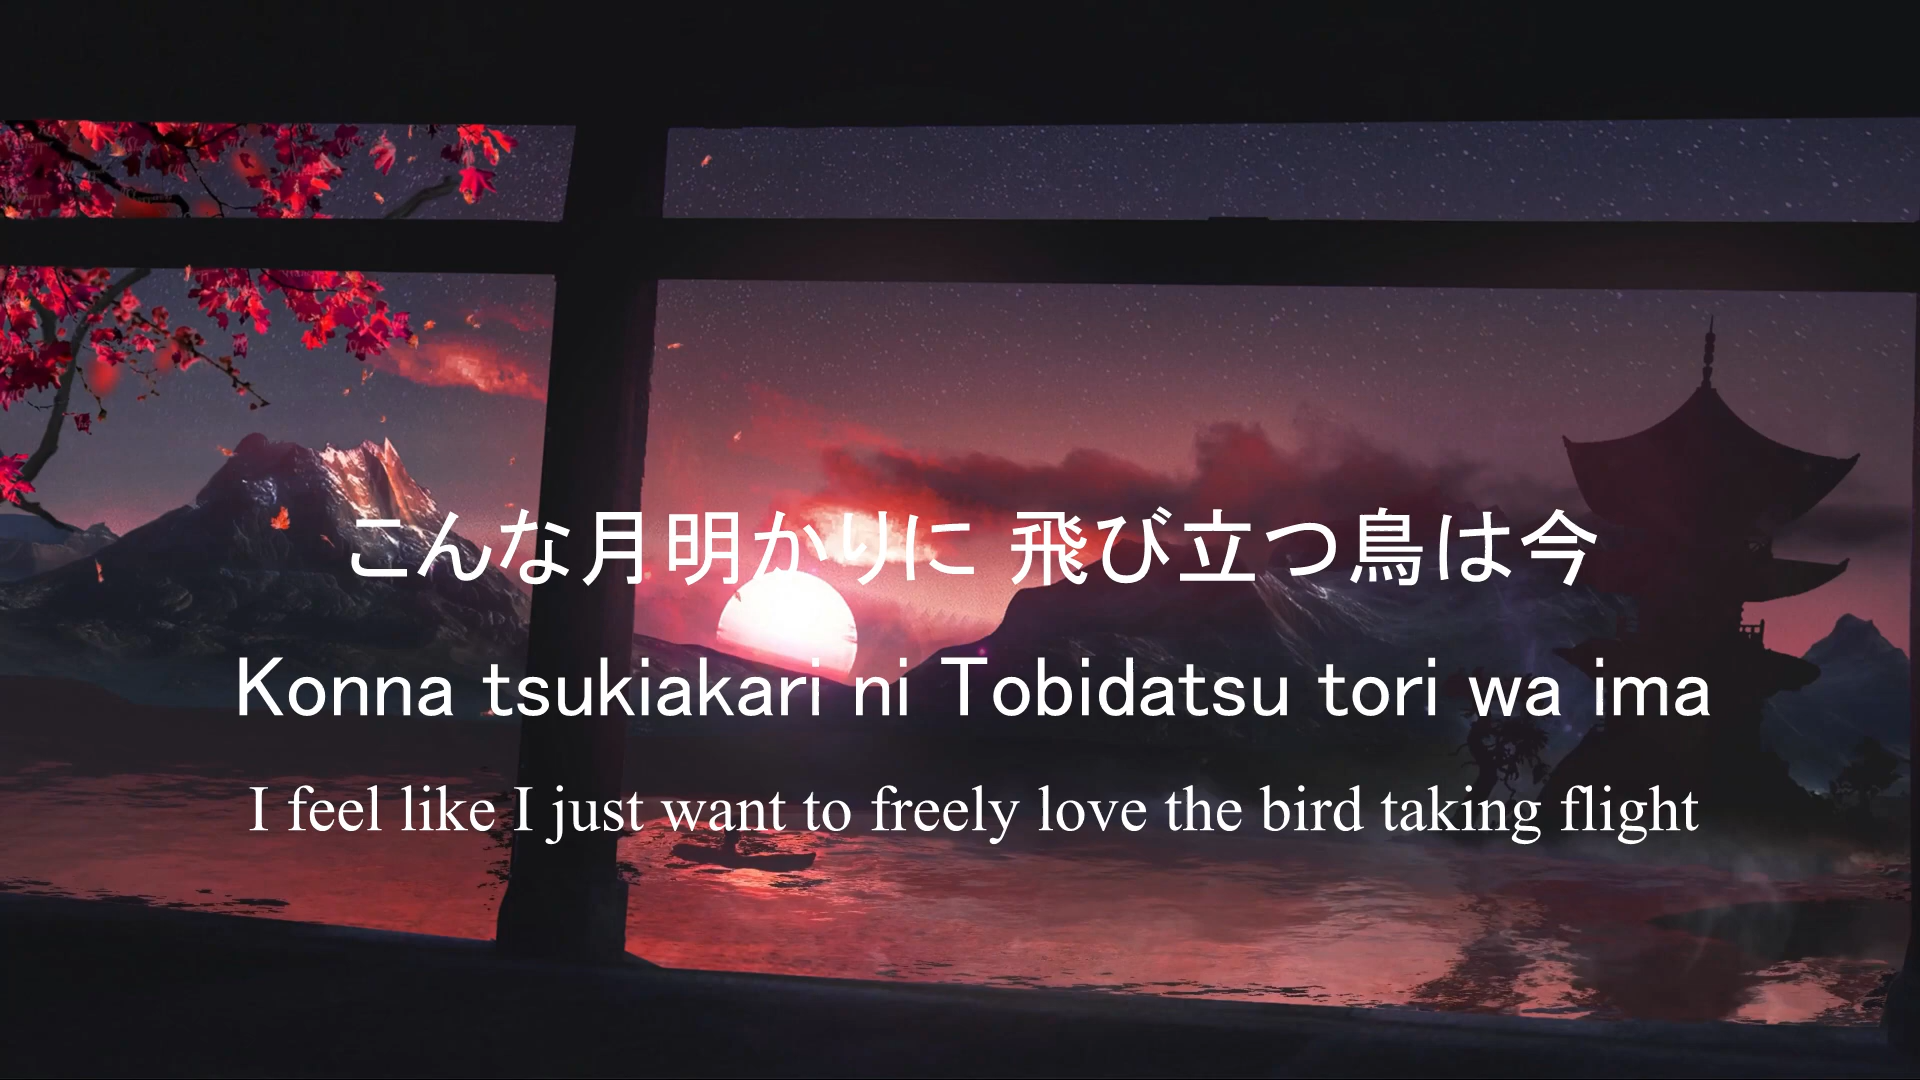 こんな月明かりに 飛び立つ鳥は今
Konna tsukiakari ni Tobidatsu tori wa ima
I feel like I just want to freely love the bird taking flight